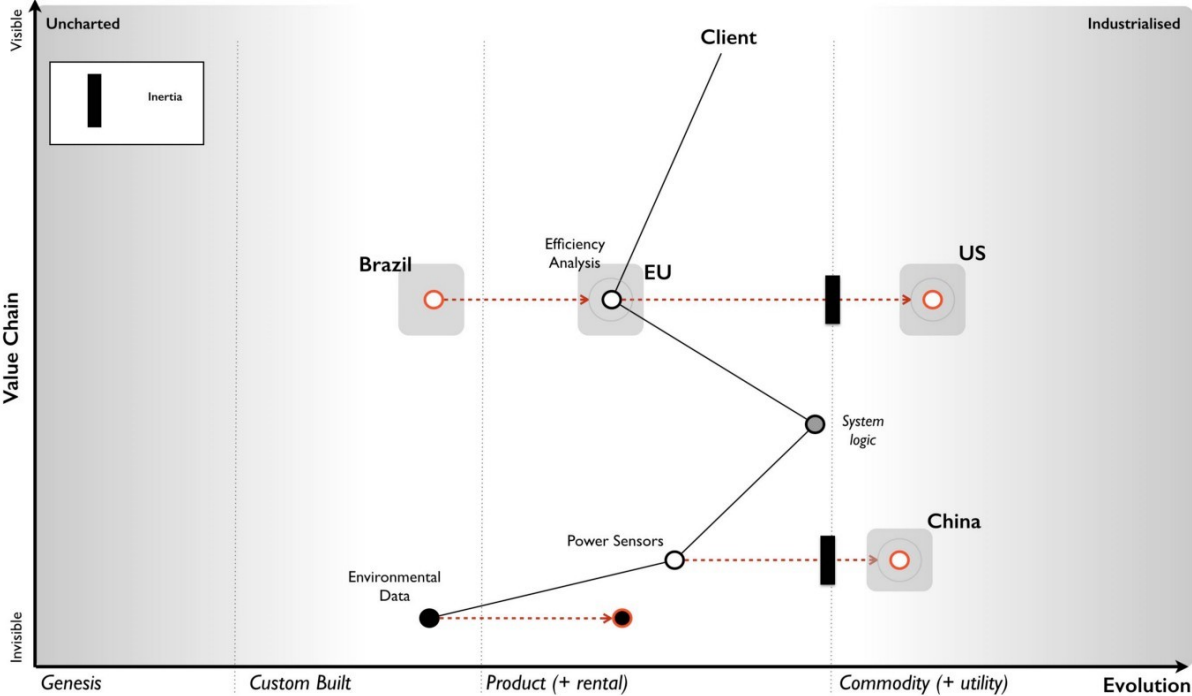 Visible
Uncharted
Industrialised
Client
Inertia
Efficiency
Analysis
Brazil
EU
US
Value Chain
System
logic
China
Power Sensors
Environmental
Data
Invisible
Genesis
Custom Built
Product (+ rental)
Commodity (+ utility)
Evolution